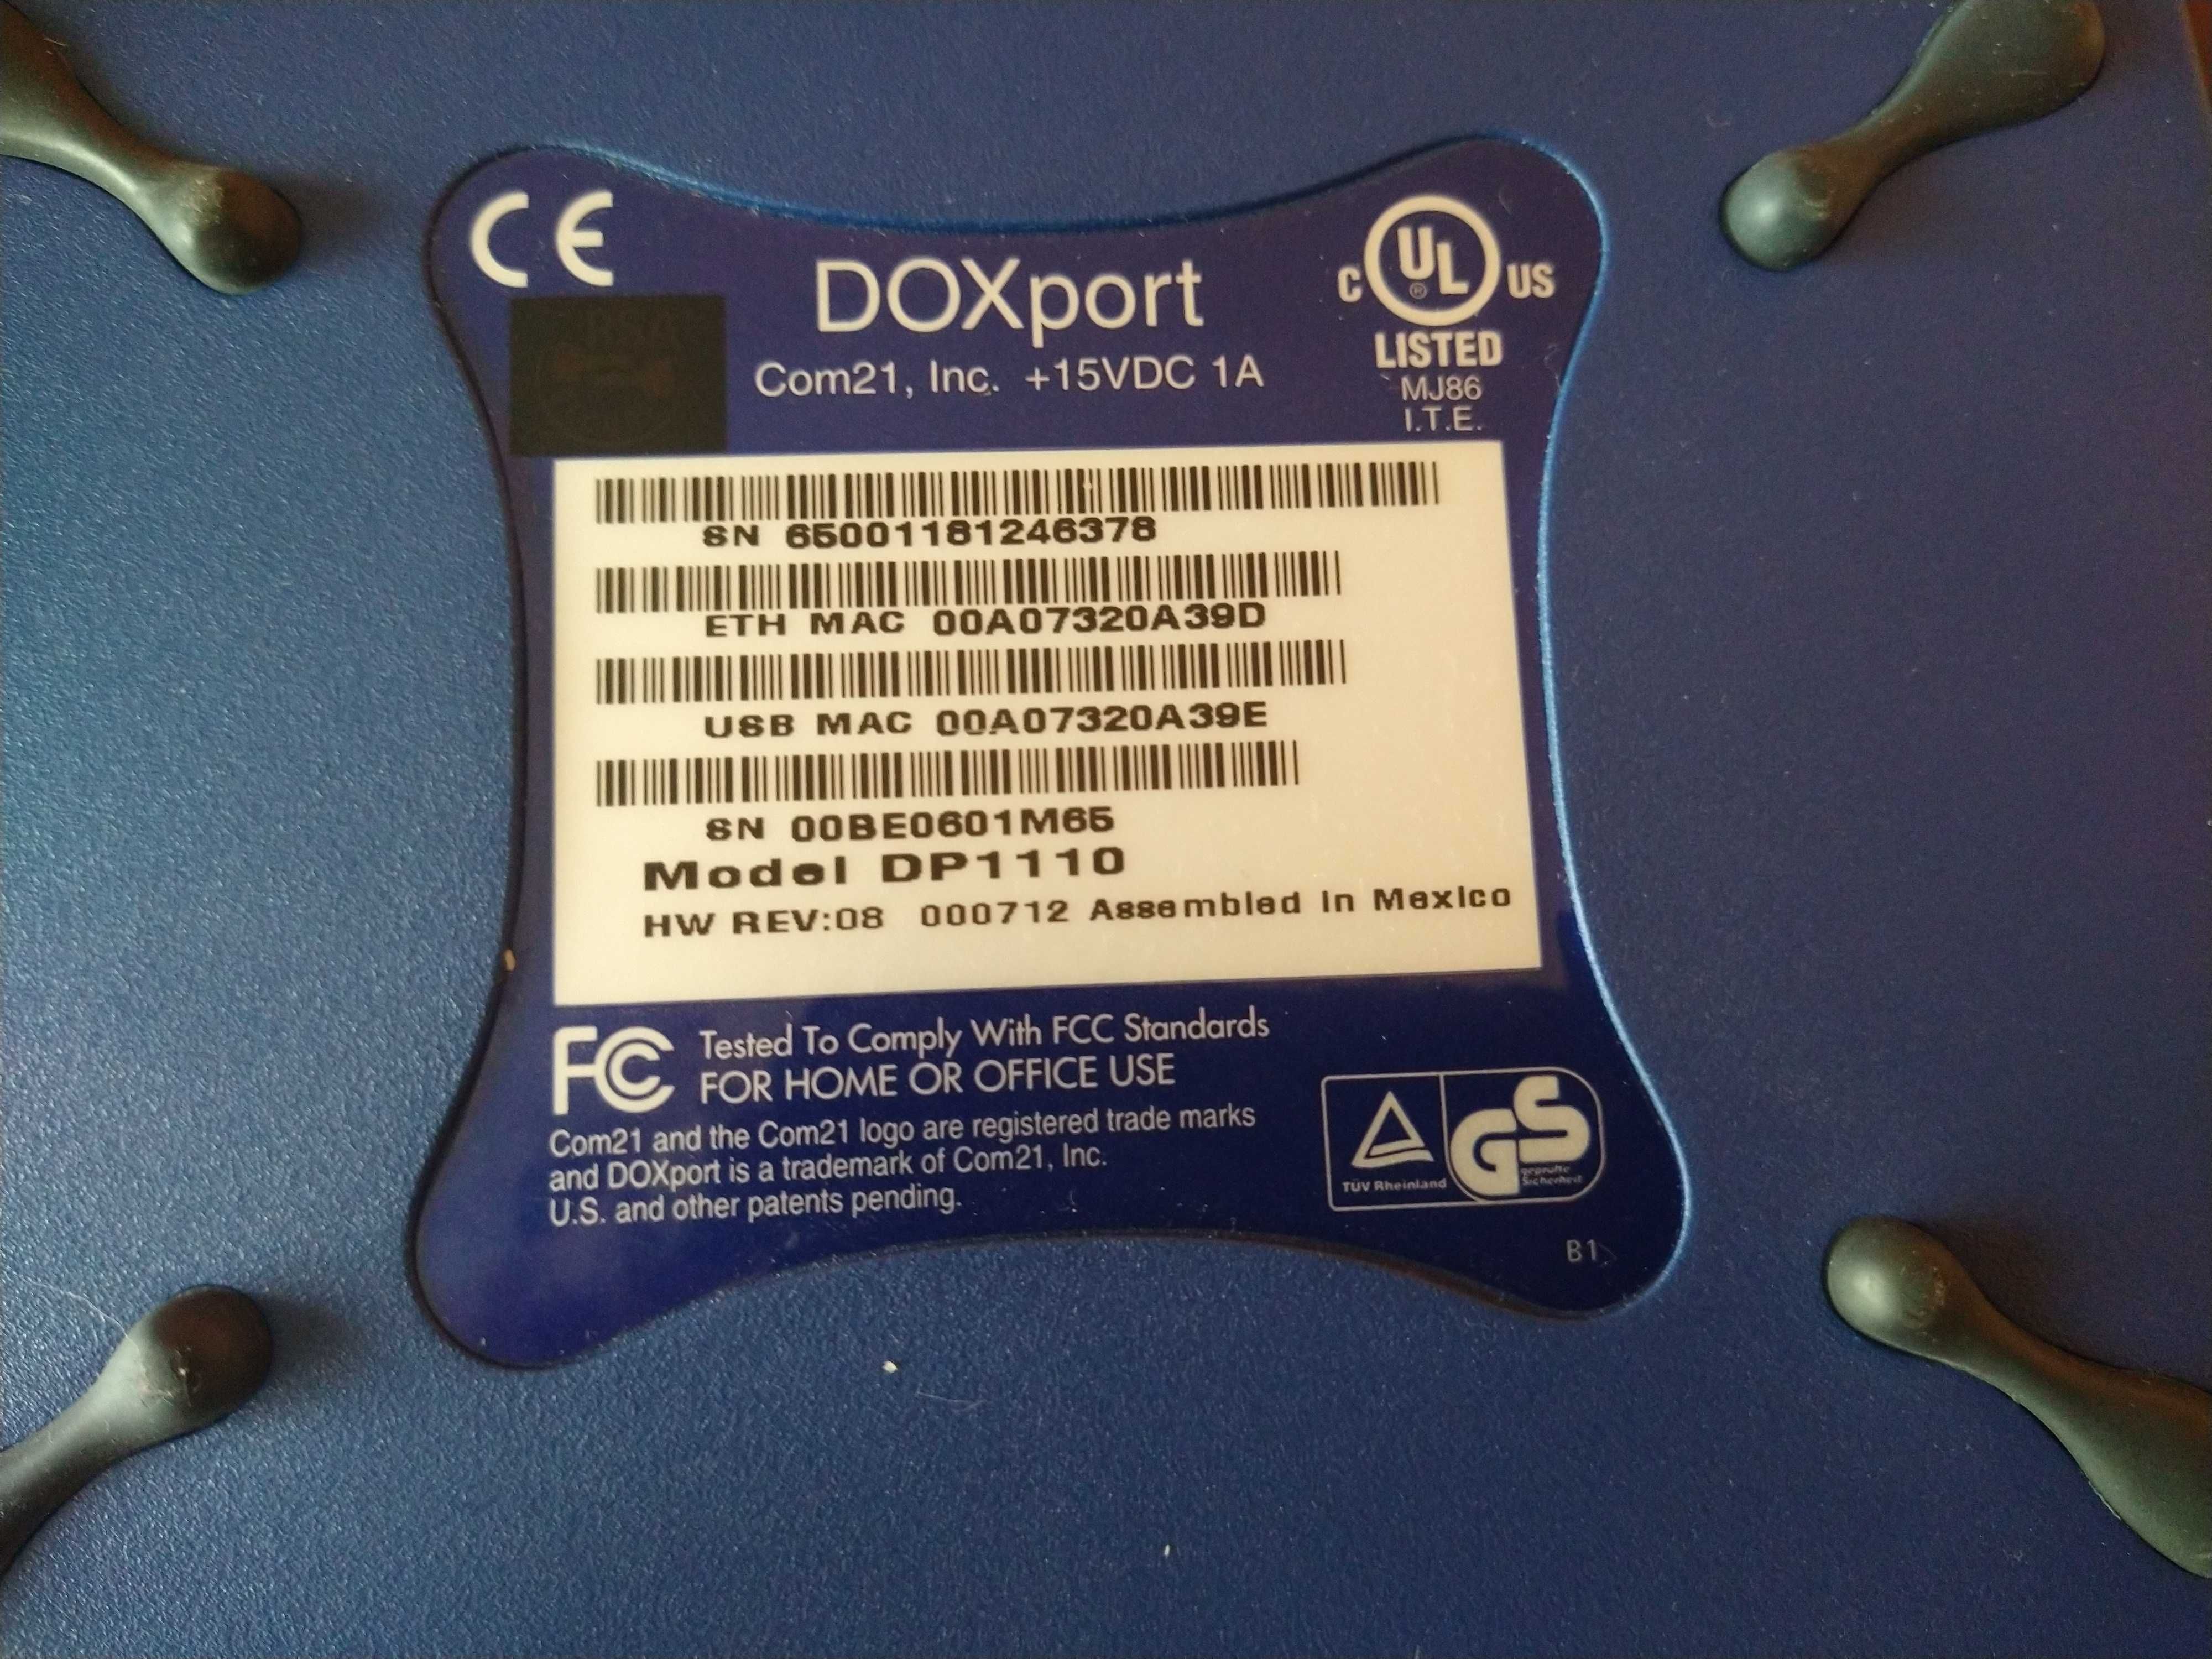 CE
DOXport
Com21, Inc. +15VDC 1A
C UL® US
LISTED
MJ86
I.T.E.
RSA
SN 65001181246378
ETH MAC 00A07320A39D
USB MAC 00A07320A39E
SN 00BE0601M65
Model DP1110
HW REV:08 000712 Assembled in Mexico
FC Tested To Comply With FCC Standards
FOR HOME OR OFFICE USE
Com21 and the Com21 logo are registered trade marks
and DOXport is a trademark of Com21, Inc.
U.S. and other patents pending.
TÜV Rheinland
GS
geprüfte
Sicherheit
B1